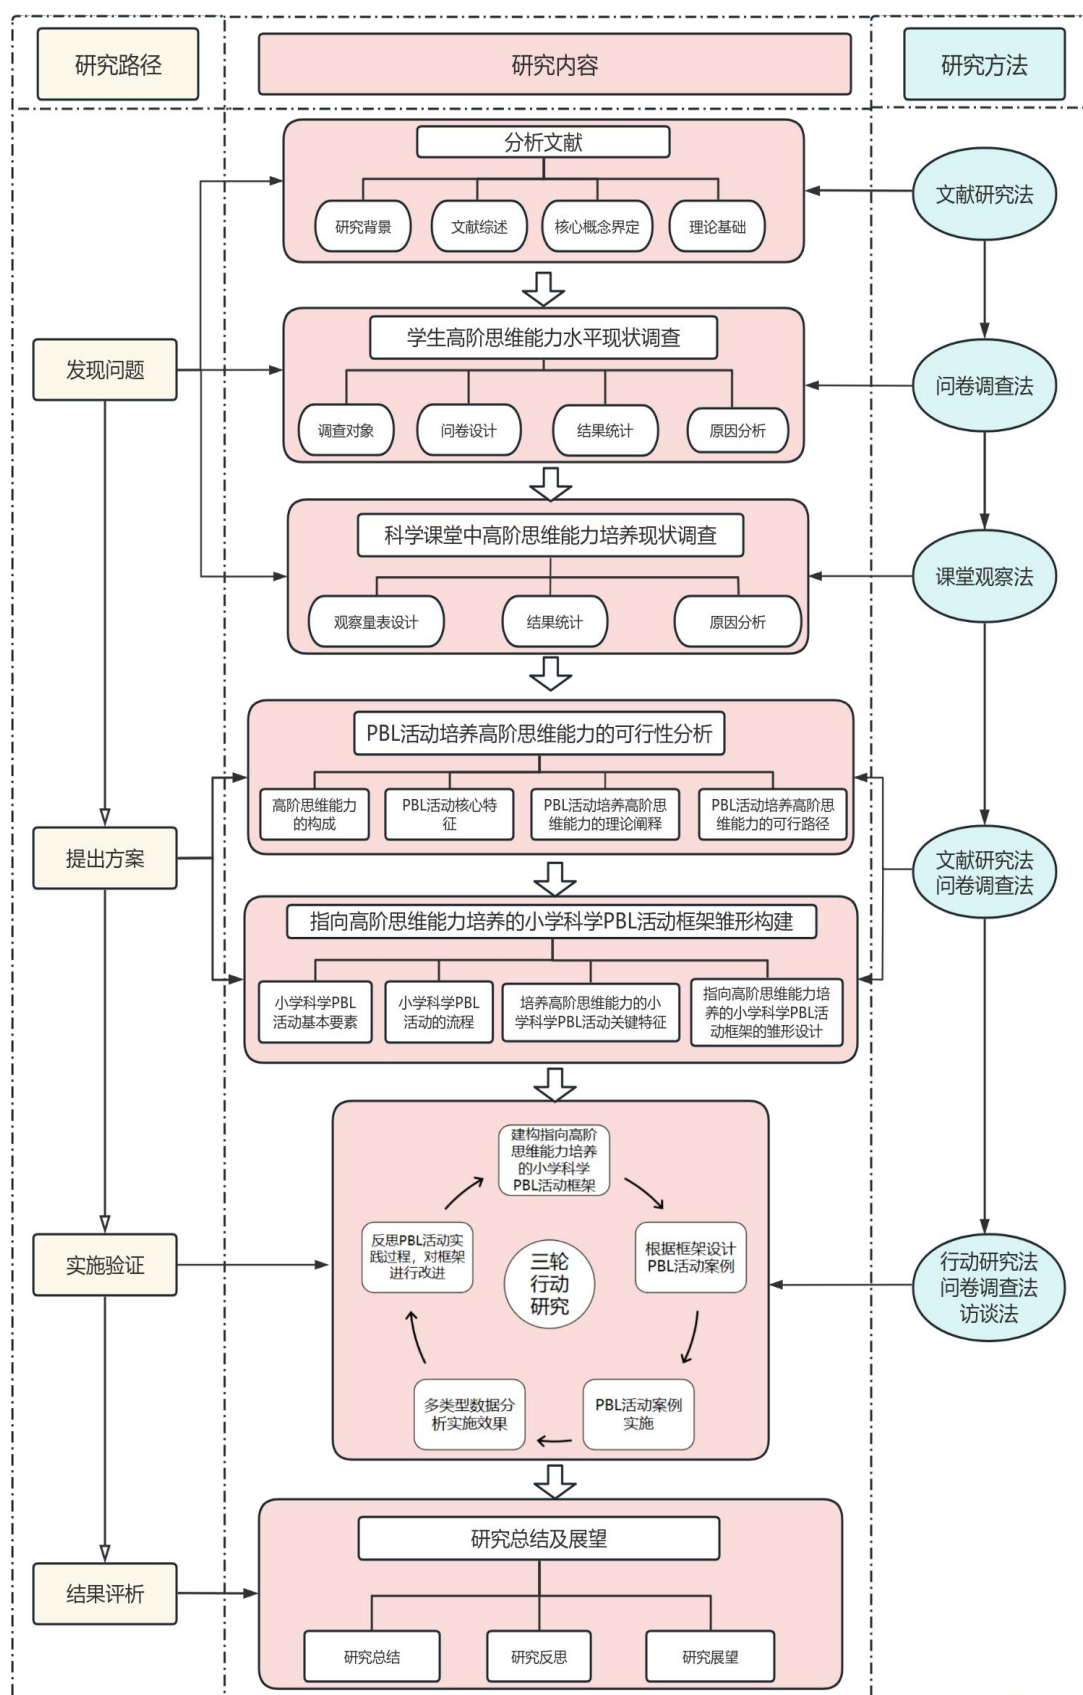 研究路径
研究内容
研究方法
分析文献
研究背景
文献综述
核心概念界定
理论基础
文献研究法
发现问题
学生高阶思维能力水平现状调查
调查对象
问卷设计
结果统计
原因分析
问卷调查法
科学课堂中高阶思维能力培养现状调查
观察量表设计
结果统计
原因分析
课堂观察法
提出方案
PBL活动培养高阶思维能力的可行性分析
高阶思维能力
的构成
PBL活动核心特
征
PBL活动培养高阶思
维能力的理论阐释
PBL活动培养高阶思
维能力的可行路径
文献研究法
问卷调查法
指向高阶思维能力培养的小学科学PBL活动框架雏形构建
小学科学PBL
活动基本要素
小学科学PBL
活动的流程
培养高阶思维能力的小
学科学PBL活动关键特征
指向高阶思维能力培
养的小学科学PBL活
动框架的雏形设计
实施验证
建构指向高阶
思维能力培养
的小学科学
PBL活动框架
根据框架设计
PBL活动案例
PBL活动案例
实施
多类型数据分
析实施效果
反思PBL活动实
践过程，对框架
进行改进
三轮
行动
研究
行动研究法
问卷调查法
访谈法
结果评析
研究总结及展望
研究总结
研究反思
研究展望